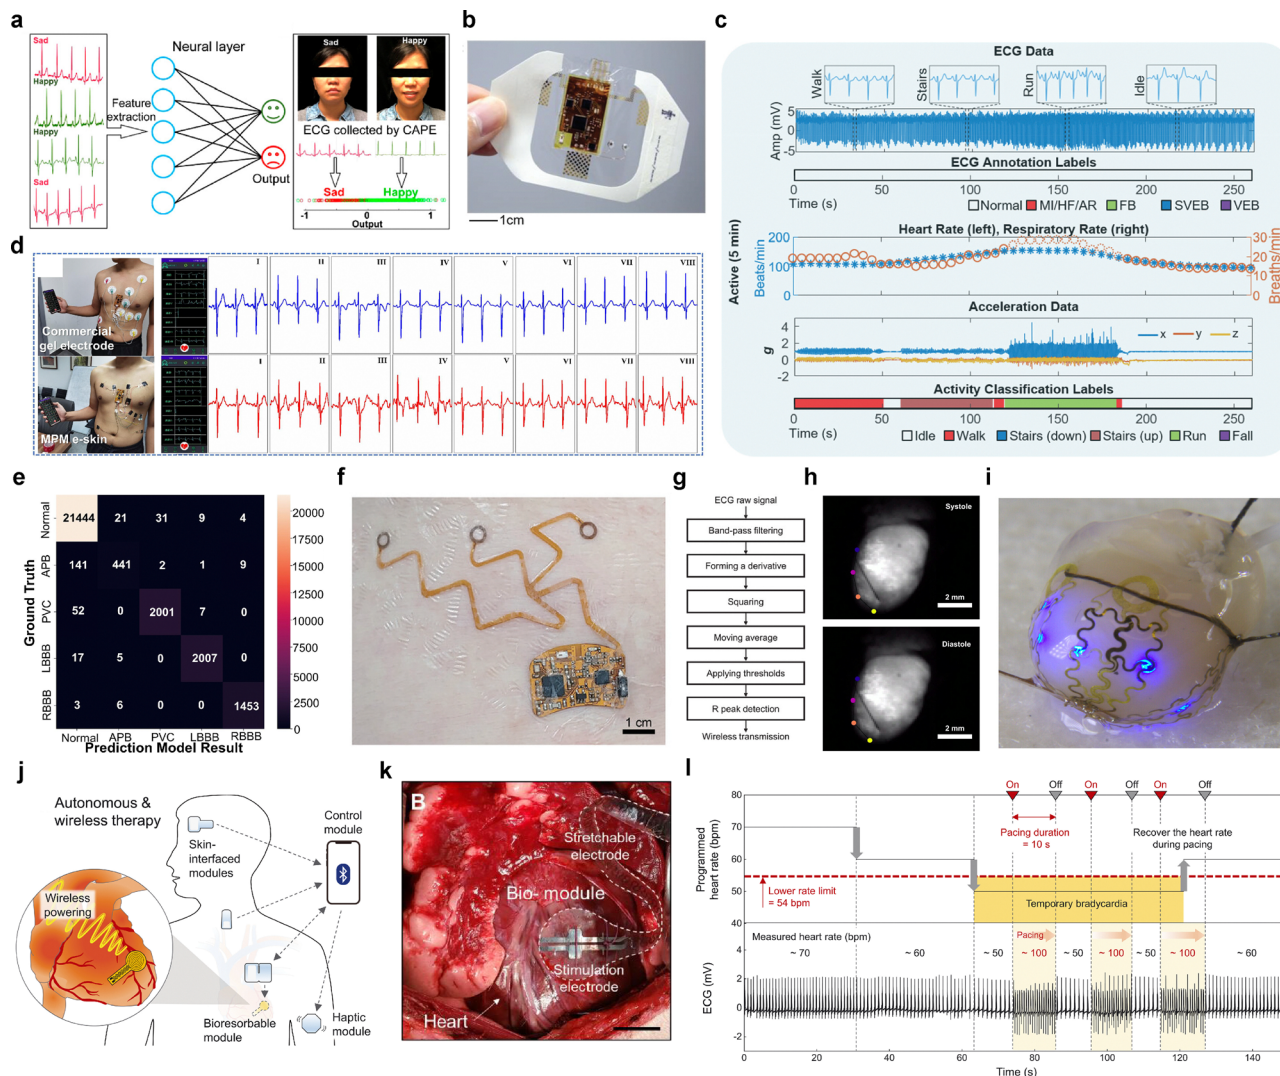 a
Sad
Happy
Happy
Sad
Feature
extraction
Neural layer
Output
Sad
Happy
ECG collected by CAPE
Sad
Happy
-1
0
1
Output
b
1cm
c
ECG Data
Walk
Stairs
Run
Idle
Amp (mV)
5
0
-5
ECG Annotation Labels
0
50
100
150
200
250
Time (s)
Normal
MI/HF/AR
FB
SVEB
VEB
Active (5 min)
Heart Rate (left), Respiratory Rate (right)
Beats/min
200
100
0
30
20
10
0
Breaths/min
Acceleration Data
g
4
2
0
-2
x
y
z
Activity Classification Labels
0
50
100
150
200
250
Time (s)
Idle
Walk
Stairs (down)
Stairs (up)
Run
Fall
d
Commercial
gel electrode
I
II
III
IV
V
VI
VII
VIII
MPM e-skin
I
II
III
IV
V
VI
VII
VIII
e
Ground Truth
Normal
21444
21
31
9
4
APB
141
441
2
1
9
PVC
52
0
2001
7
0
LBBB
17
5
0
2007
0
RBBB
3
6
0
0
1453
Normal
APB
PVC
LBBB
RBBB
Prediction Model Result
20000
17500
15000
12500
10000
7500
5000
2500
0
f
1 cm
g
ECG raw signal
Band-pass filtering
Forming a derivative
Squaring
Moving average
Applying thresholds
R peak detection
Wireless transmission
h
Systole
2 mm
Diastole
2 mm
i
j
Autonomous &
wireless therapy
Skin-
interfaced
modules
Control
module
Wireless
powering
Bioresorbable
module
Haptic
module
k
B
Stretchable
electrode
Bio- module
Stimulation
electrode
Heart
l
Programmed
heart rate (bpm)
80
70
60
50
40
On
Off
On
Off
On
Off
Pacing duration
= 10 s
Recover the heart rate
during pacing
Lower rate limit
= 54 bpm
Temporary bradycardia
Measured heart rate (bpm)
Pacing
~ 70
~ 60
~ 50
~ 100
~ 50
~ 100
~ 50
~ 100
~ 60
ECG (mV)
4
2
0
-2
0
20
40
60
80
100
120
140
Time (s)